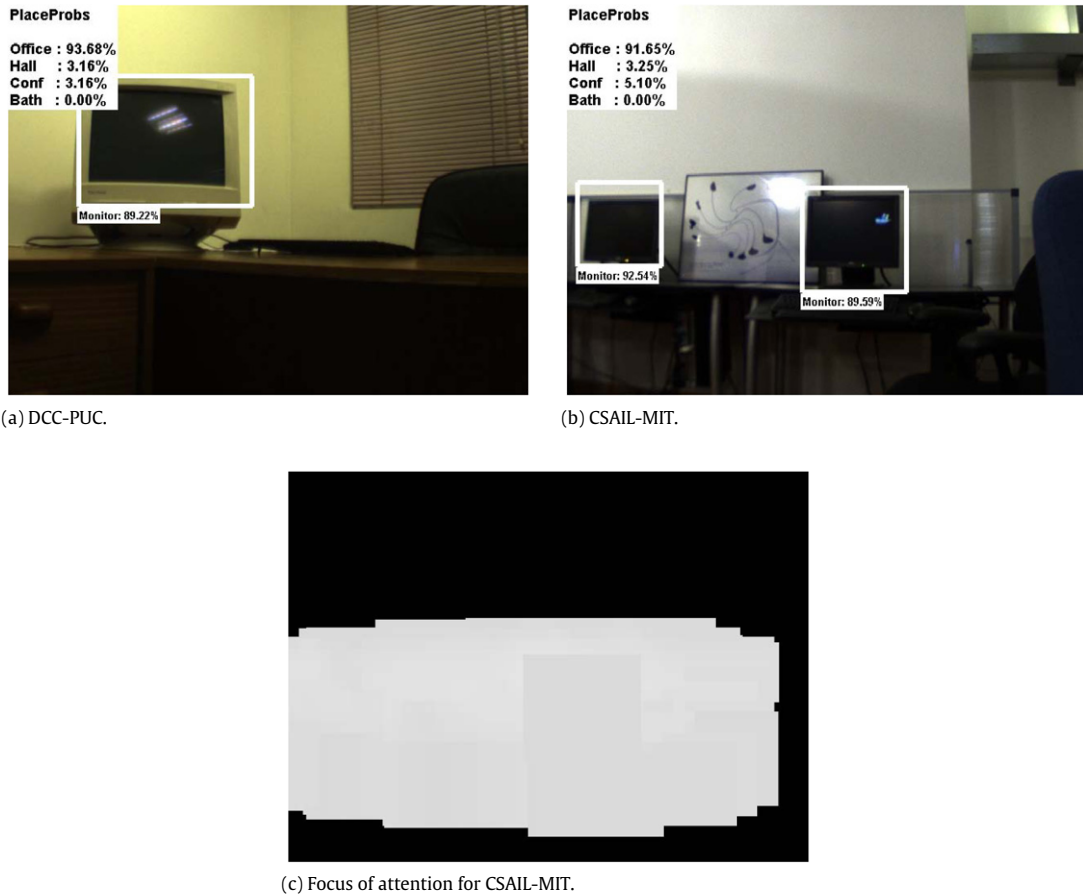 PlaceProbs
Office : 93.68%
Hall : 3.16%
Conf : 3.16%
Bath : 0.00%
Monitor: 89.22%
(a) DCC-PUC.
PlaceProbs
Office : 91.65%
Hall : 3.25%
Conf : 5.10%
Bath : 0.00%
Monitor: 92.54%
Monitor: 89.59%
(b) CSAIL-MIT.
(c) Focus of attention for CSAIL-MIT.